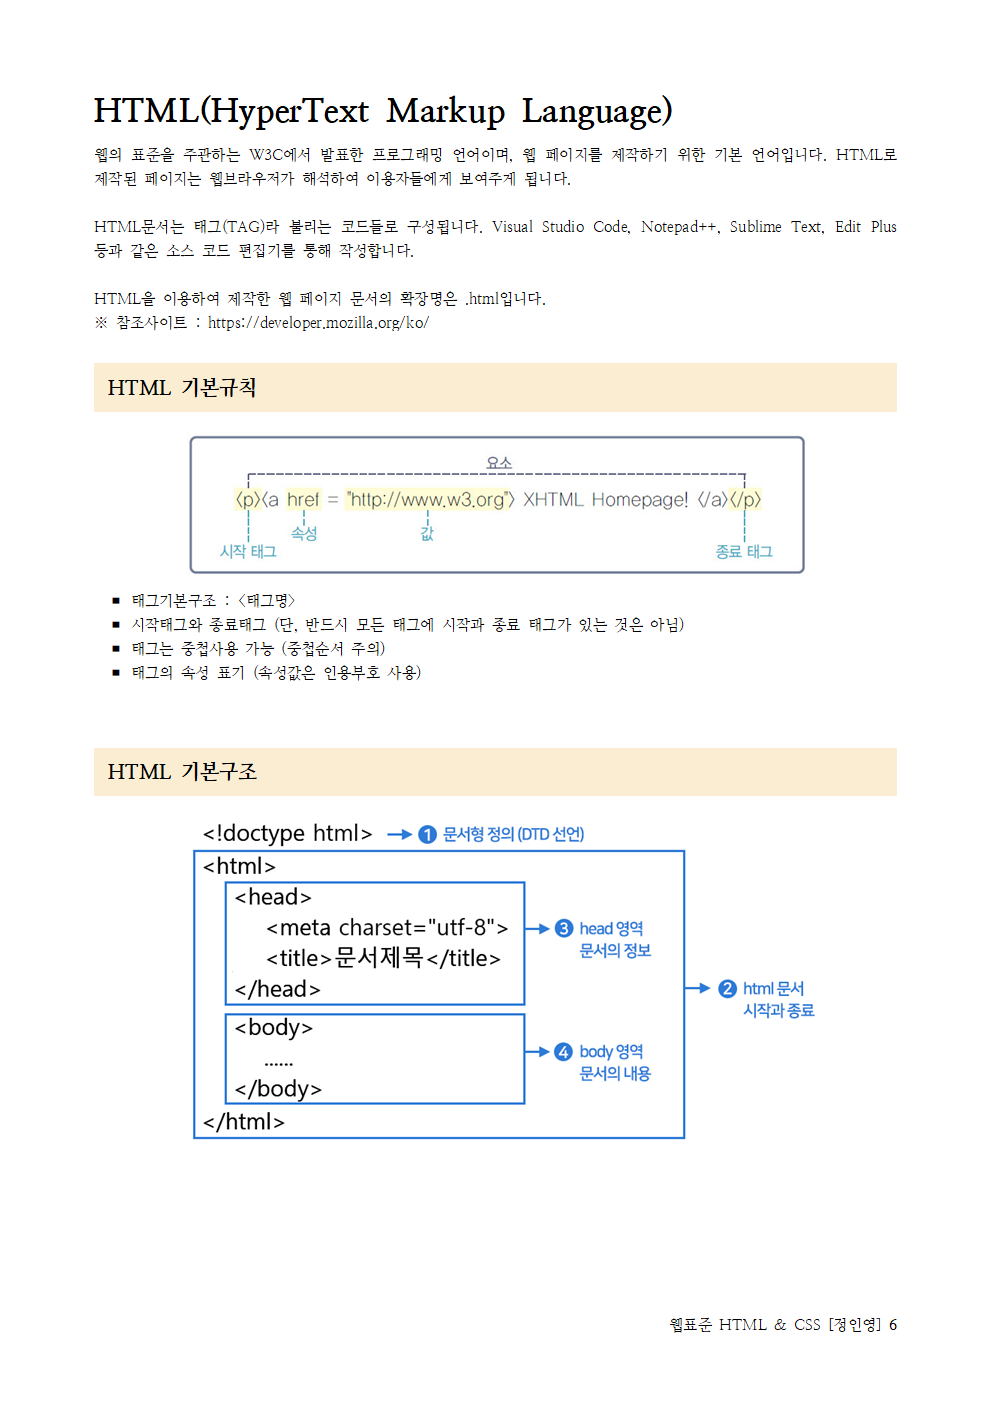 HTML(HyperText Markup Language)
웹의 표준을 주관하는 W3C에서 발표한 프로그래밍 언어이며, 웹 페이지를 제작하기 위한 기본 언어입니다. HTML로
제작된 페이지는 웹브라우저가 해석하여 이용자들에게 보여주게 됩니다.
HTML문서는 태그(TAG)라 불리는 코드들로 구성됩니다. Visual Studio Code, Notepad++, Sublime Text, Edit Plus
등과 같은 소스 코드 편집기를 통해 작성합니다.
HTML을 이용하여 제작한 웹 페이지 문서의 확장명은 .html입니다.
※ 참조사이트 : https://developer.mozilla.org/ko/
HTML 기본규칙
요소
<p><a href = "http://www.w3.org"> XHTML Homepage! </a></p>
속성 값
시작 태그 종료 태그
■ 태그기본구조 : <태그명>
■ 시작태그와 종료태그 (단, 반드시 모든 태그에 시작과 종료 태그가 있는 것은 아님)
■ 태그는 중첩사용 가능 (중첩순서 주의)
■ 태그의 속성 표기 (속성값은 인용부호 사용)
HTML 기본구조
<!doctype html> → 1 문서형 정의 (DTD 선언)
<html>
<head>
<meta charset="utf-8"> → 3 head 영역
<title>문서제목</title> 문서의 정보
</head> → 2 html 문서
시작과 종료
<body>
...... → 4 body 영역
문서의 내용
</body>
</html>
웹표준 HTML & CSS [정인영] 6